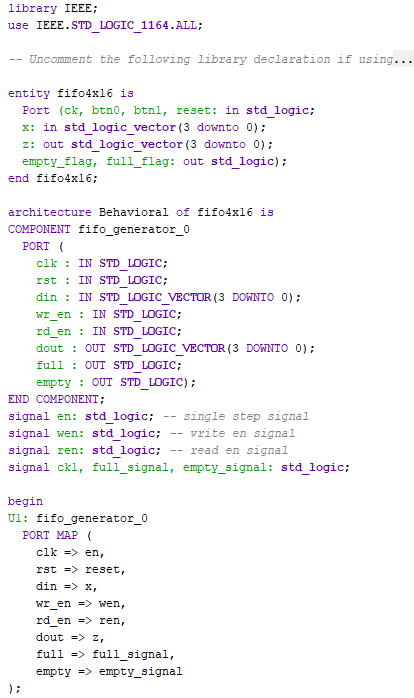 library IEEE;
use IEEE.STD_LOGIC_1164.ALL;
-- Uncomment the following library declaration if using...
entity fifo4x16 is
Port (ck, btn0, btn1, reset: in std_logic;
x: in std_logic_vector(3 downto 0);
z: out std_logic_vector(3 downto 0);
empty_flag, full_flag: out std_logic);
end fifo4x16;
architecture Behavioral of fifo4x16 is
COMPONENT fifo_generator_0
PORT (
clk : IN STD_LOGIC;
rst : IN STD_LOGIC;
din : IN STD_LOGIC_VECTOR(3 DOWNTO 0);
wr_en : IN STD_LOGIC;
rd_en : IN STD_LOGIC;
dout : OUT STD_LOGIC_VECTOR(3 DOWNTO 0);
full : OUT STD_LOGIC;
empty : OUT STD_LOGIC);
END COMPONENT;
signal en: std_logic; -- single step signal
signal wen: std_logic; -- write en signal
signal ren: std_logic; -- read en signal
signal ck1, full_signal, empty_signal: std_logic;
begin
U1: fifo_generator_0
PORT MAP (
clk => en,
rst => reset,
din => x,
wr_en => wen,
rd_en => ren,
dout => z,
full => full_signal,
empty => empty_signal
);